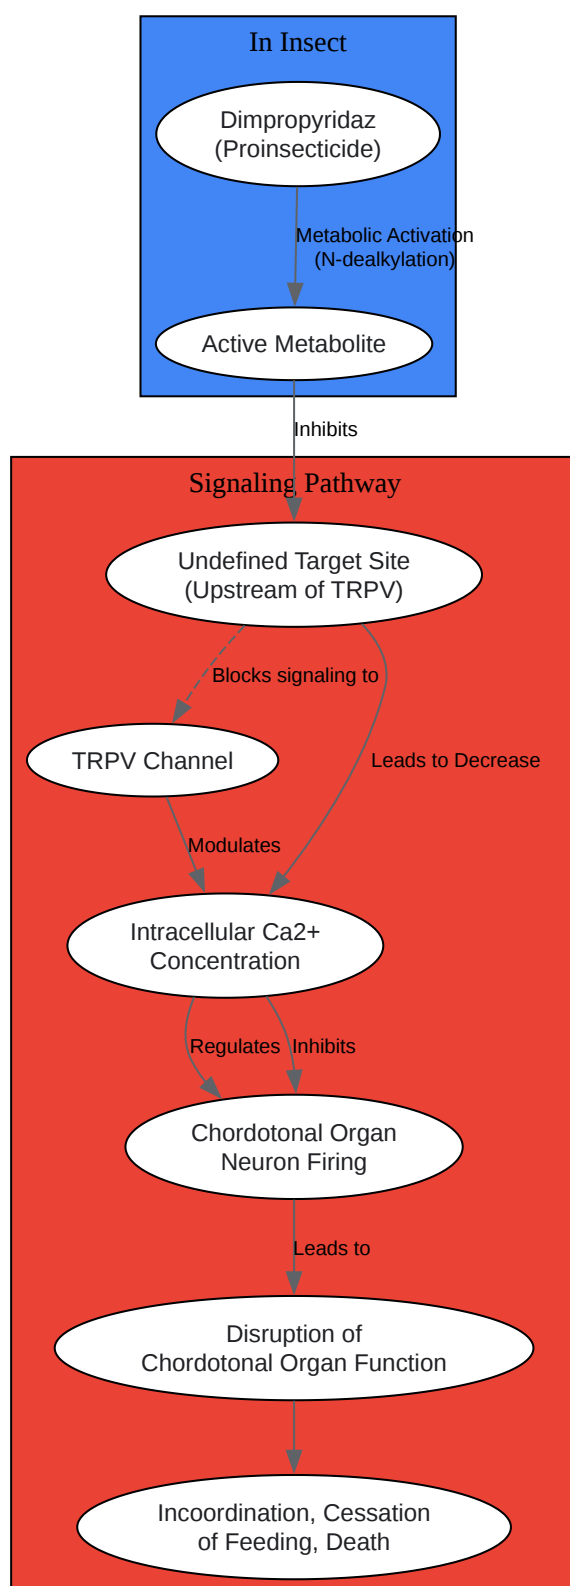 In Insect
Dimpropyridaz
(Proinsecticide)
Metabolic Activation
(N-dealkylation)
Active Metabolite
Inhibits
Signaling Pathway
Undefined Target Site
(Upstream of TRPV)
Blocks signaling to
TRPV Channel
Leads to Decrease
Modulates
Intracellular Ca2+
Concentration
Regulates
Inhibits
Chordotonal Organ
Neuron Firing
Leads to
Disruption of
Chordotonal Organ Function
Incoordination, Cessation
of Feeding, Death